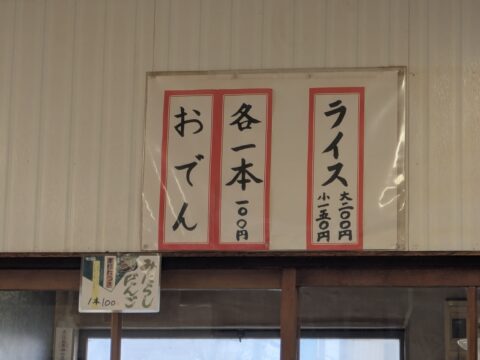 ライス
大二〇〇円
小一五〇円
各一本
一〇〇円
おでん
みたらし
だんご
1本100